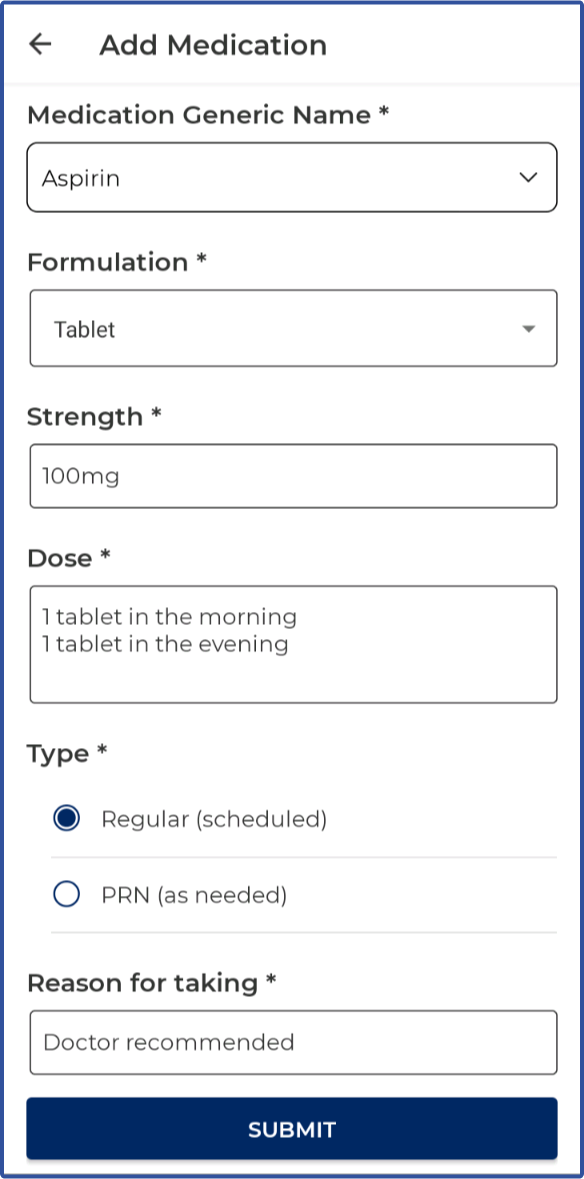 Add Medication
Medication Generic Name *
Aspirin
Formulation *
Tablet
Strength *
100mg
Dose *
1 tablet in the morning
1 tablet in the evening
Type *
Regular (scheduled)
PRN (as needed)
Reason for taking *
Doctor recommended
SUBMIT